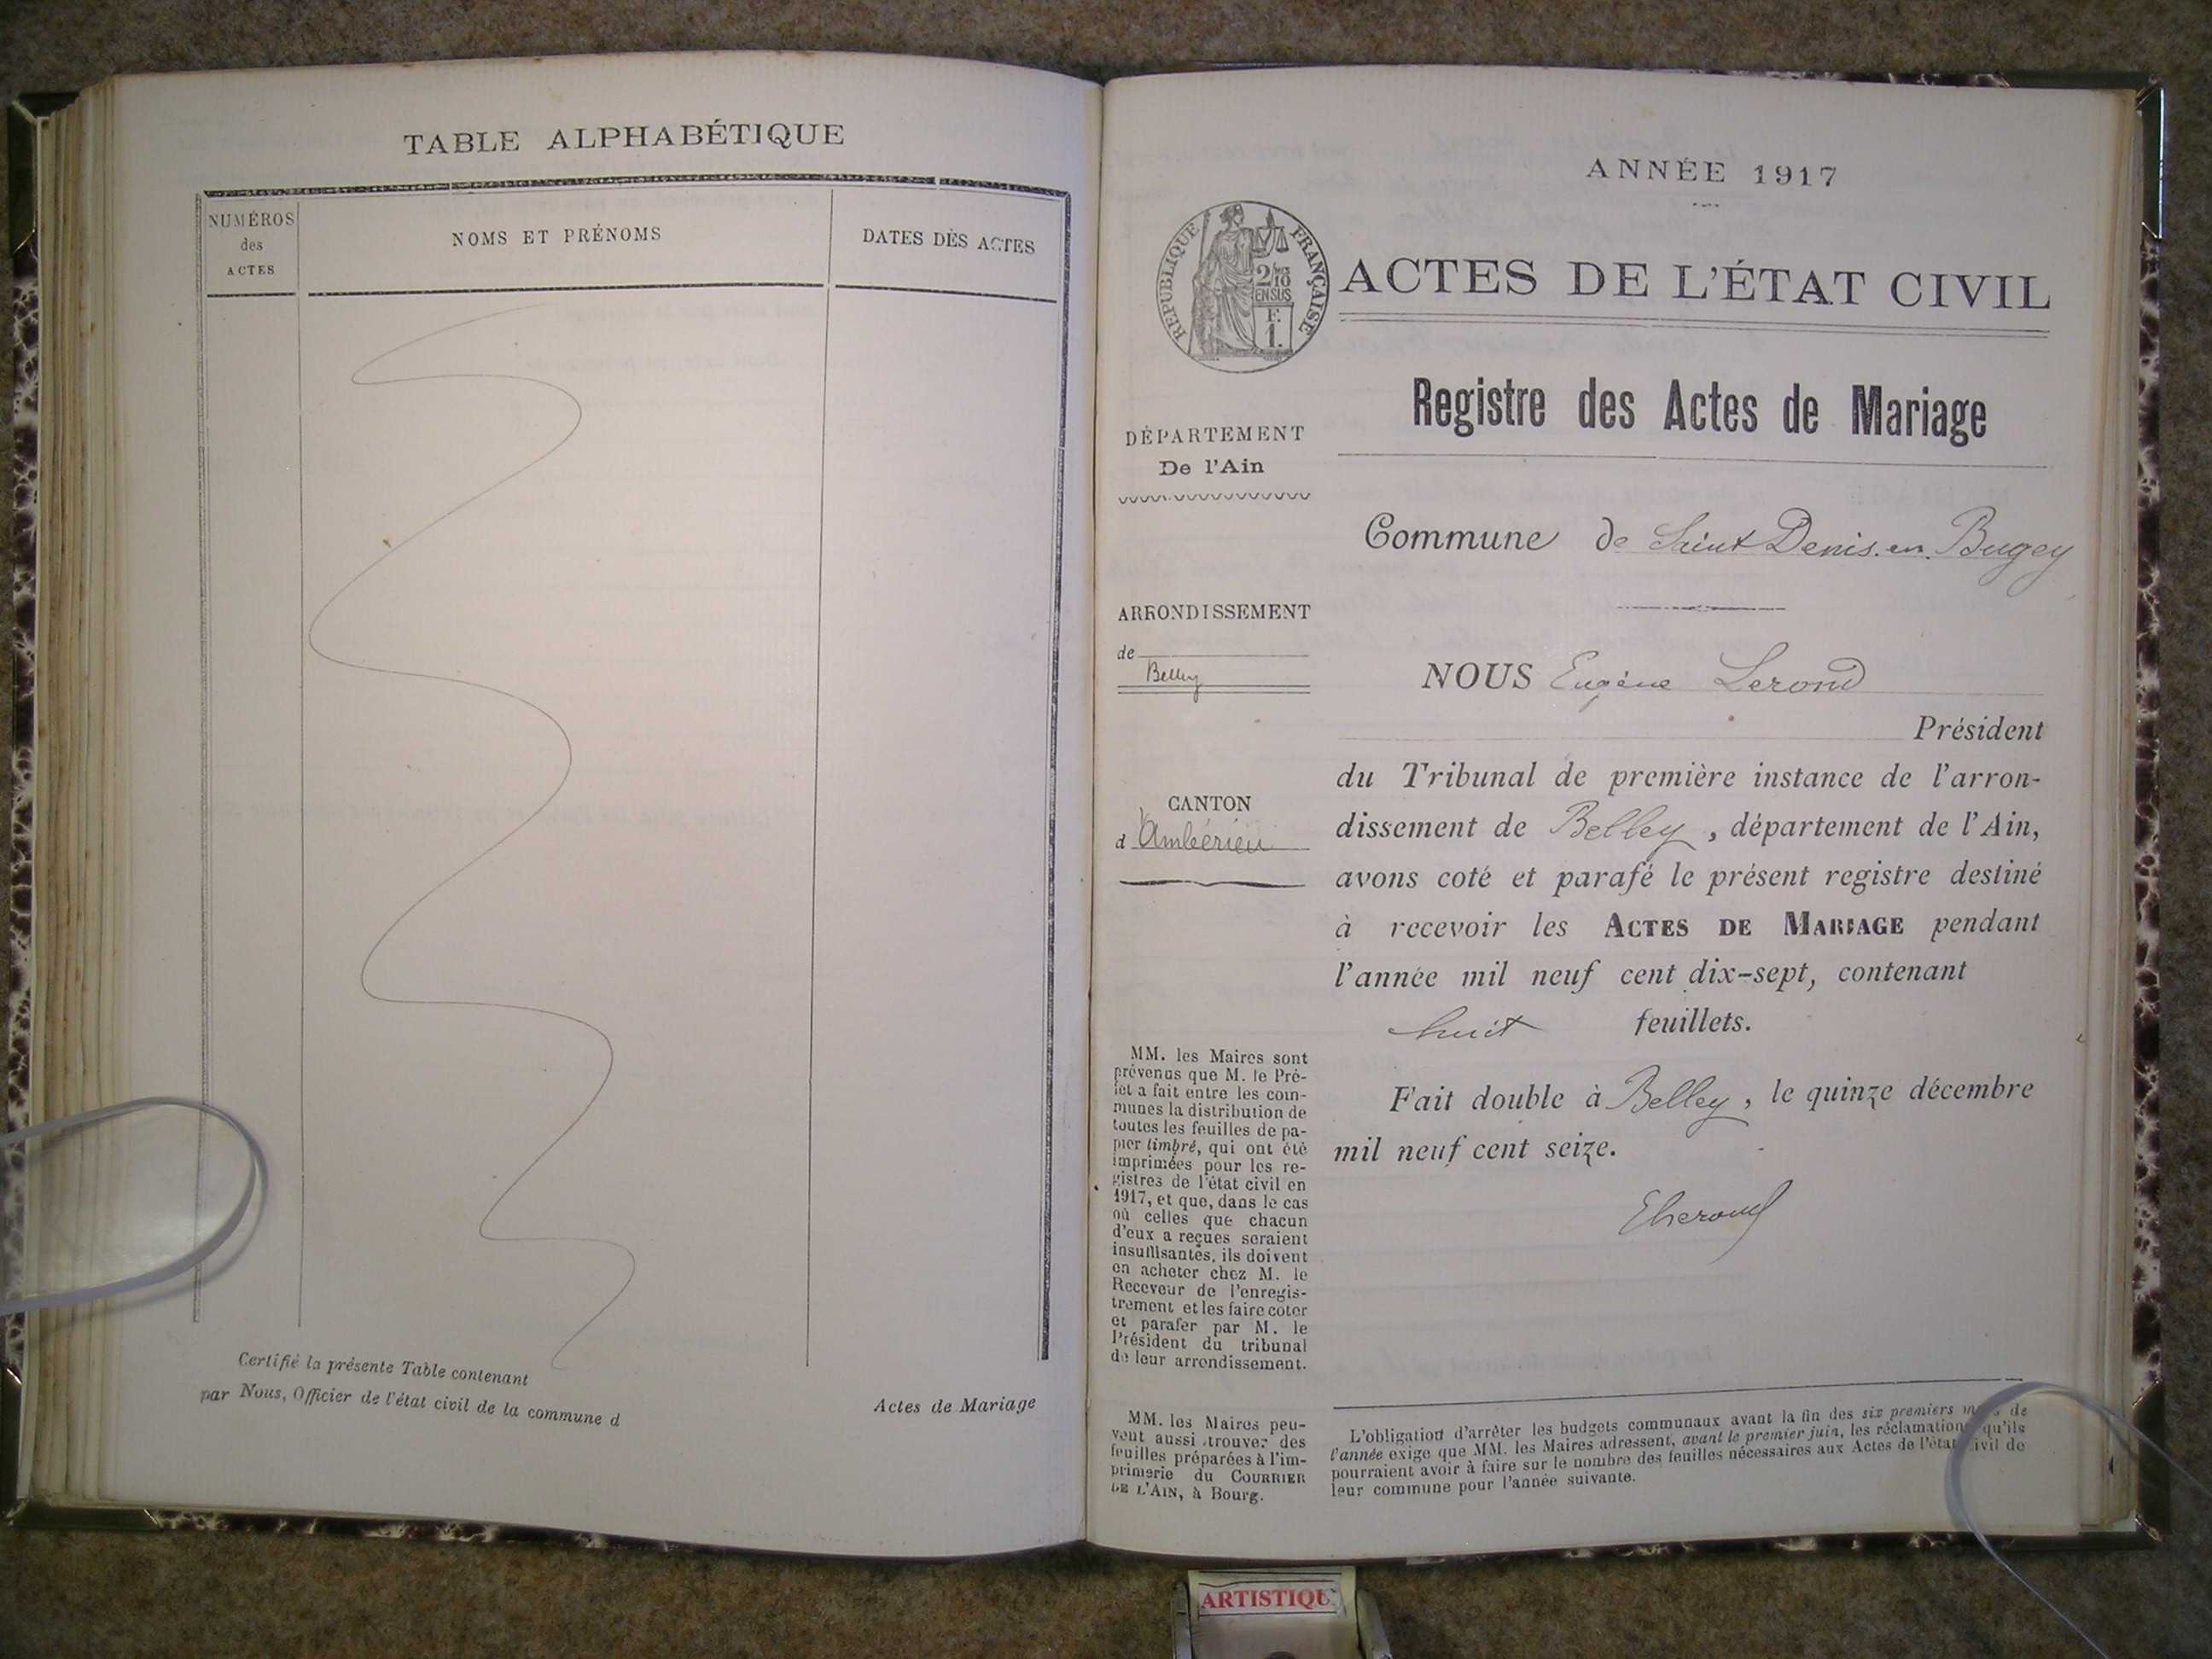 TABLE ALPHABÉTIQUE
NUMÉROS
des
ACTES
NOMS ET PRÉNOMS
DATES DES ACTES
Certifié la présente Table contenant
par Nous, Officier de l'état civil de la commune d
Actes de Mariage
ANNÉE 1917
RÉPUBLIQUE FRANÇAISE
2/10
EN SUS
F.
1.
ACTES DE L'ÉTAT CIVIL
Registre des Actes de Mariage
DÉPARTEMENT
De l'Ain
ARRONDISSEMENT
de
Belley
CANTON
d'Ambérieu
MM. les Maires sont
prévenus que M. le Pré-
fet a fait entre les com-
munes la distribution de
toutes les feuilles de pa-
pier timbré, qui ont été
imprimées pour les re-
gistres de l'état civil en
1917, et que, dans le cas
où celles que chacun
d'eux a reçues seraient
insuffisantes, ils doivent
en acheter chez M. le
Receveur de l'enregis-
trement et les faire coter
et parafer par M. le
Président du tribunal
de leur arrondissement.
MM. les Maires peu-
vent aussi trouver des
feuilles préparées à l'im-
primerie du COURRIER
DE L'AIN, à Bourg.
Commune de Saint Denis-en-Bugey
NOUS Eugène Lerond
Président
du Tribunal de première instance de l'arron-
dissement de Belley, département de l'Ain,
avons coté et parafé le présent registre destiné
à recevoir les ACTES DE MARIAGE pendant
l'année mil neuf cent dix-sept, contenant
huit feuillets.
Fait double à Belley, le quinze décembre
mil neuf cent seize.
L'obligation d'arrêter les budgets communaux avant la fin des six premiers mois de
l'année exige que MM. les Maires adressent, avant le premier juin, les réclamations qu'ils
pourraient avoir à faire sur le nombre des feuilles nécessaires aux Actes de l'état civil de
leur commune pour l'année suivante.
ARTISTIQU